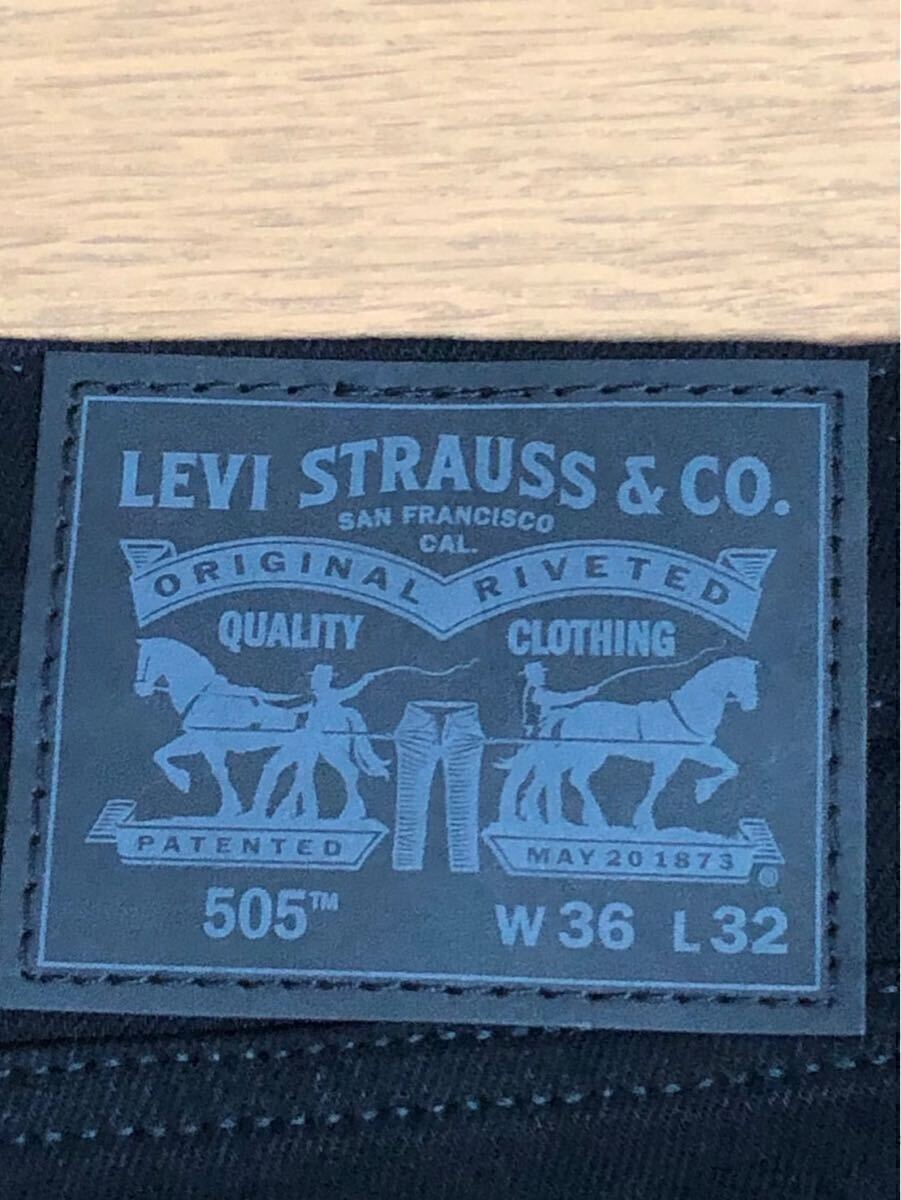 LEVI STRAUSS & CO.
SAN FRANCISCO
CAL.
ORIGINAL RIVETED
QUALITY CLOTHING
PATENTED MAY 20 1873
®
505™ W 36 L 32